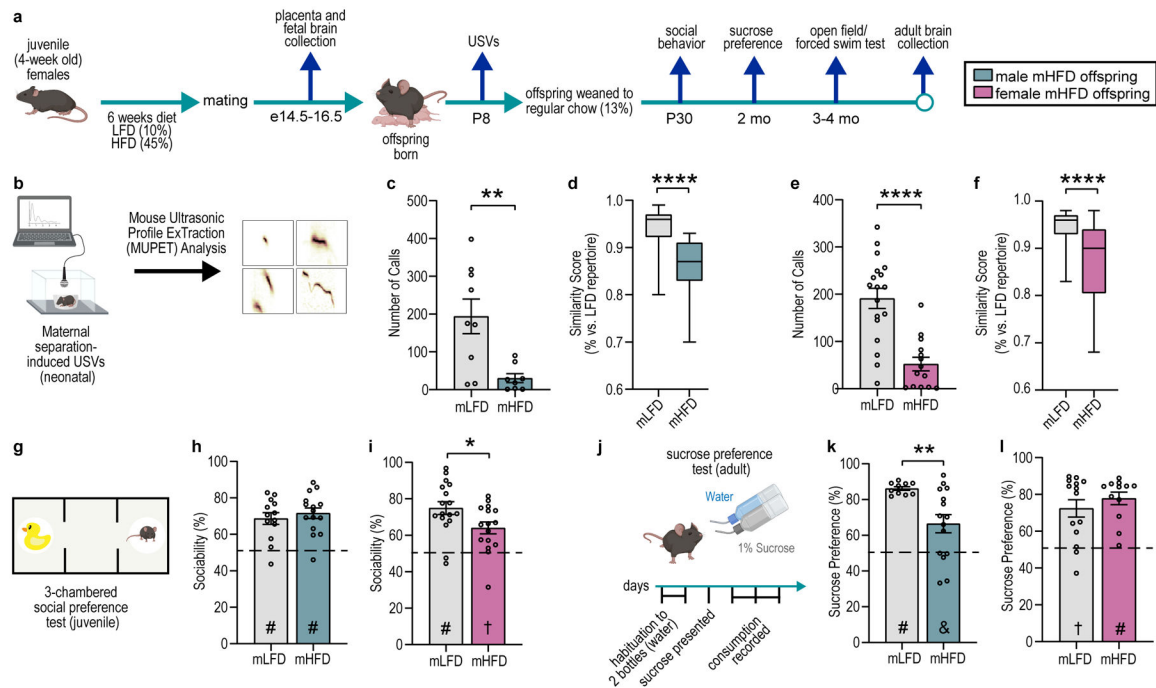 a
juvenile
(4-week old)
females
6 weeks diet
LFD (10%)
HFD (45%)
mating
placenta and
fetal brain
collection
e14.5-16.5
offspring
born
USVs
P8
offspring weaned to
regular chow (13%)
social
behavior
P30
sucrose
preference
2 mo
open field/
forced swim test
3-4 mo
adult brain
collection
male mHFD offspring
female mHFD offspring
b
Maternal
separation-
induced USVs
(neonatal)
Mouse Ultrasonic
Profile ExTraction
(MUPET) Analysis
c
Number of Calls
500
400
300
200
100
0
**
mLFD
mHFD
d
Similarity Score
(% vs. LFD repertoire)
1.0
0.9
0.8
0.7
0.6
****
mLFD
mHFD
e
Number of Calls
400
300
200
100
0
****
mLFD
mHFD
f
Similarity Score
(% vs. LFD repertoire)
1.0
0.9
0.8
0.1
0.6
****
mLFD
mHFD
g
3-chambered
social preference
test (juvenile)
h
Sociability (%)
100
80
60
40
20
0
#
#
mLFD
mHFD
i
Sociability (%)
100
80
60
40
20
0
*
#
†
mLFD
mHFD
j
sucrose preference
test (adult)
Water
1% Sucrose
days
habituation to
2 bottles (water)
sucrose presented
consumption
recorded
k
Sucrose Preference (%)
100
80
60
40
20
0
**
#
&
mLFD
mHFD
l
Sucrose Preference (%)
100
80
60
40
20
0
†
#
mLFD
mHFD